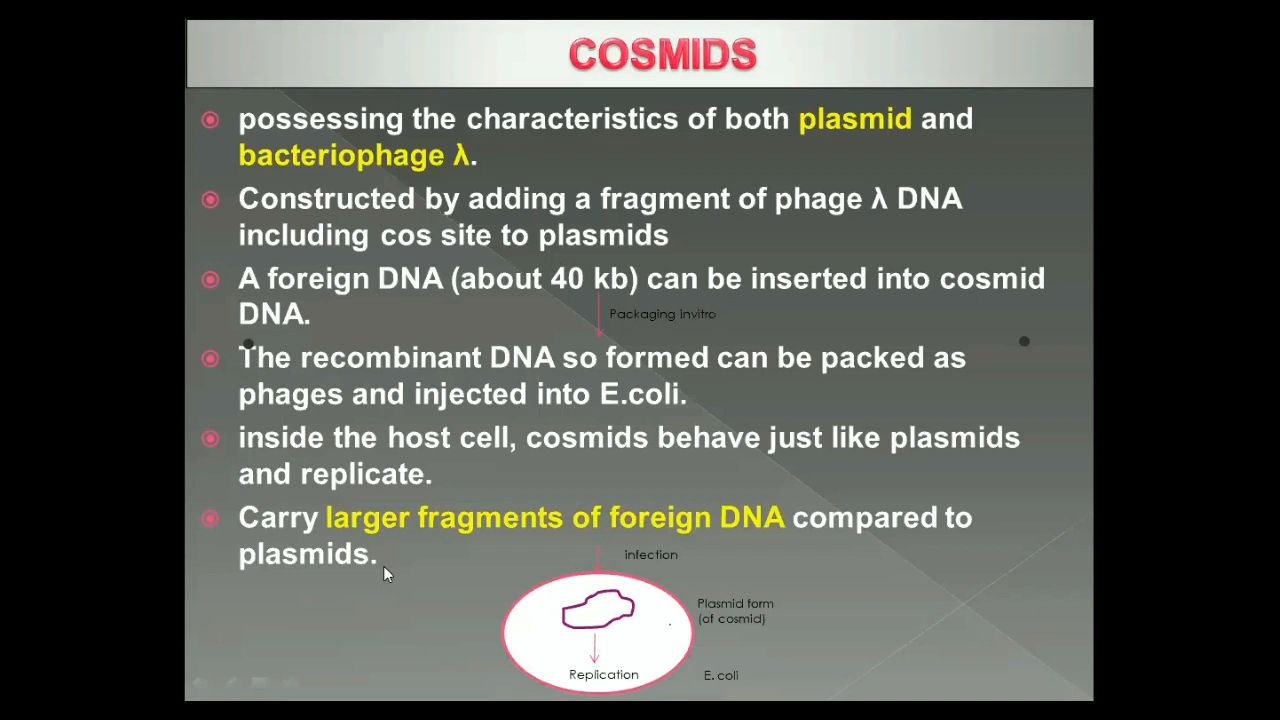 COSMIDS
possessing the characteristics of both plasmid and
bacteriophage λ.
Constructed by adding a fragment of phage λ DNA
including cos site to plasmids
A foreign DNA (about 40 kb) can be inserted into cosmid
DNA.
Packaging invitro
The recombinant DNA so formed can be packed as
phages and injected into E.coli.
inside the host cell, cosmids behave just like plasmids
and replicate.
Carry larger fragments of foreign DNA compared to
plasmids.
infection
Plasmid form
(of cosmid)
Replication
E. coli